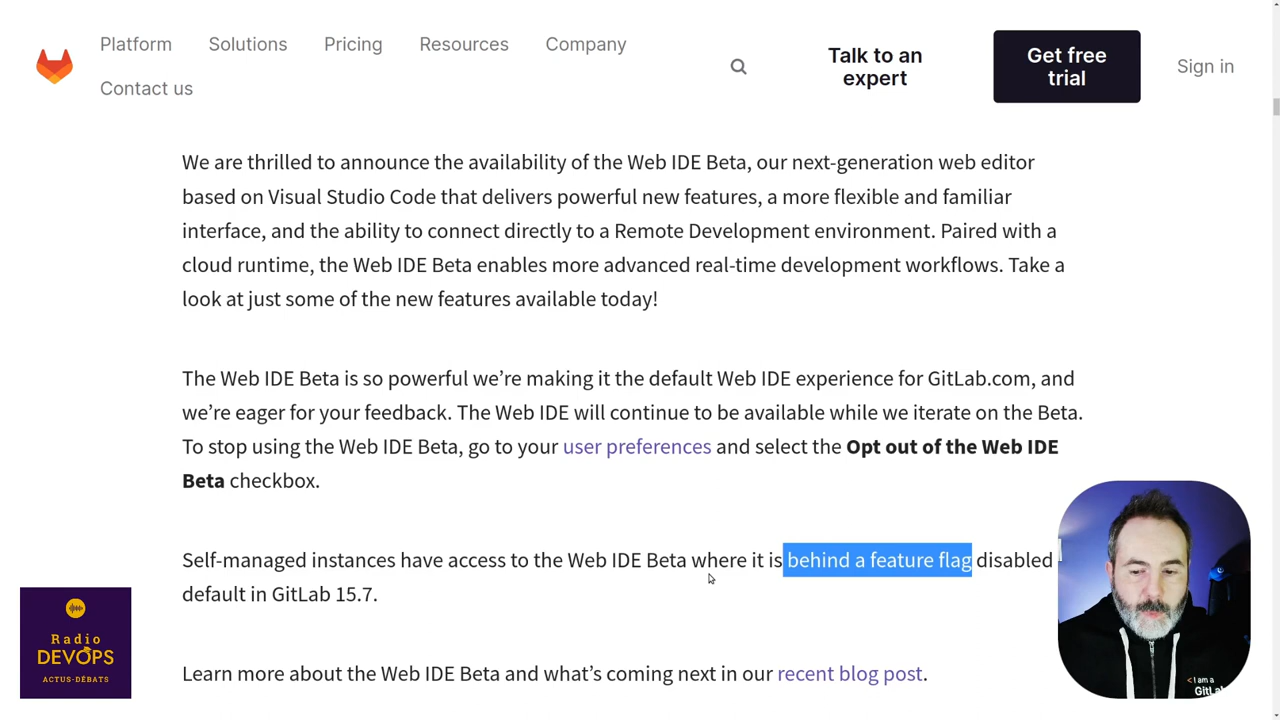 Platform
Solutions
Pricing
Resources
Company
Contact us
Talk to an
expert
Get free
trial
Sign in
We are thrilled to announce the availability of the Web IDE Beta, our next-generation web editor
based on Visual Studio Code that delivers powerful new features, a more flexible and familiar
interface, and the ability to connect directly to a Remote Development environment. Paired with a
cloud runtime, the Web IDE Beta enables more advanced real-time development workflows. Take a
look at just some of the new features available today!
The Web IDE Beta is so powerful we’re making it the default Web IDE experience for GitLab.com, and
we’re eager for your feedback. The Web IDE will continue to be available while we iterate on the Beta.
To stop using the Web IDE Beta, go to your user preferences and select the Opt out of the Web IDE
Beta checkbox.
Self-managed instances have access to the Web IDE Beta where it is behind a feature flag disabled
default in GitLab 15.7.
Learn more about the Web IDE Beta and what’s coming next in our recent blog post.
Radio
DEVOPS
ACTUS-DÉBATS
<I am a